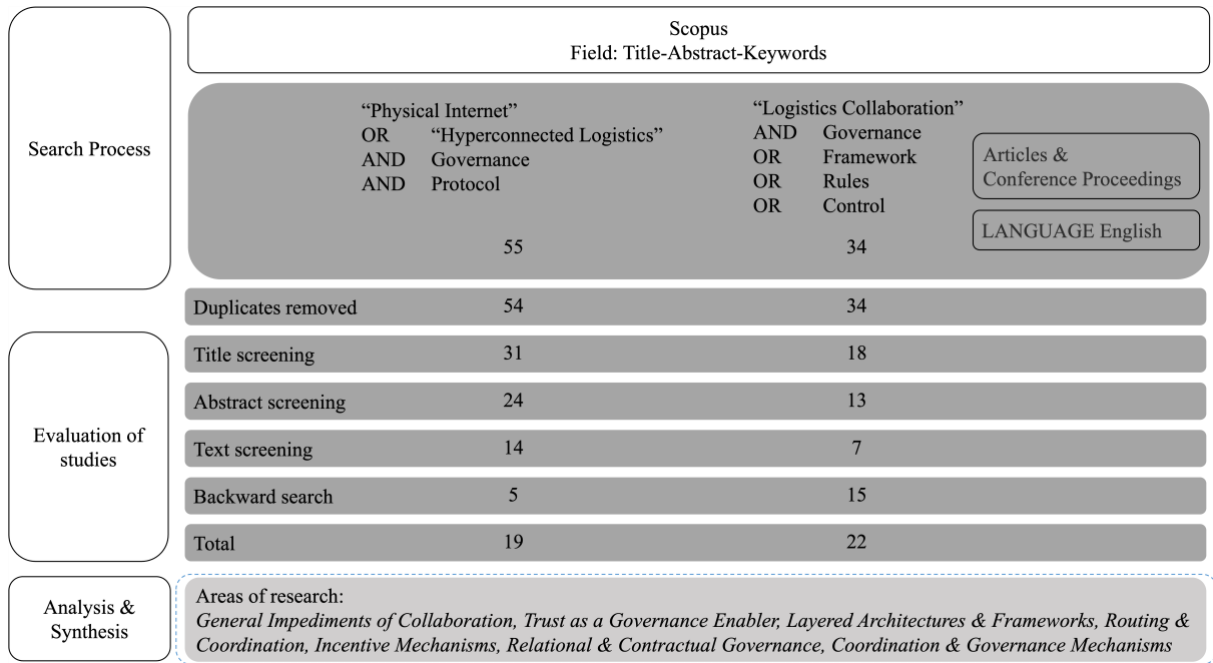 Search Process
Scopus
Field: Title-Abstract-Keywords
“Physical Internet”
OR “Hyperconnected Logistics”
AND Governance
AND Protocol
55
“Logistics Collaboration”
AND Governance
OR Framework
OR Rules
OR Control
34
Articles &
Conference Proceedings
LANGUAGE English
Evaluation of
studies
Duplicates removed 54 34
Title screening 31 18
Abstract screening 24 13
Text screening 14 7
Backward search 5 15
Total 19 22
Analysis &
Synthesis
Areas of research:
General Impediments of Collaboration, Trust as a Governance Enabler, Layered Architectures & Frameworks, Routing &
Coordination, Incentive Mechanisms, Relational & Contractual Governance, Coordination & Governance Mechanisms